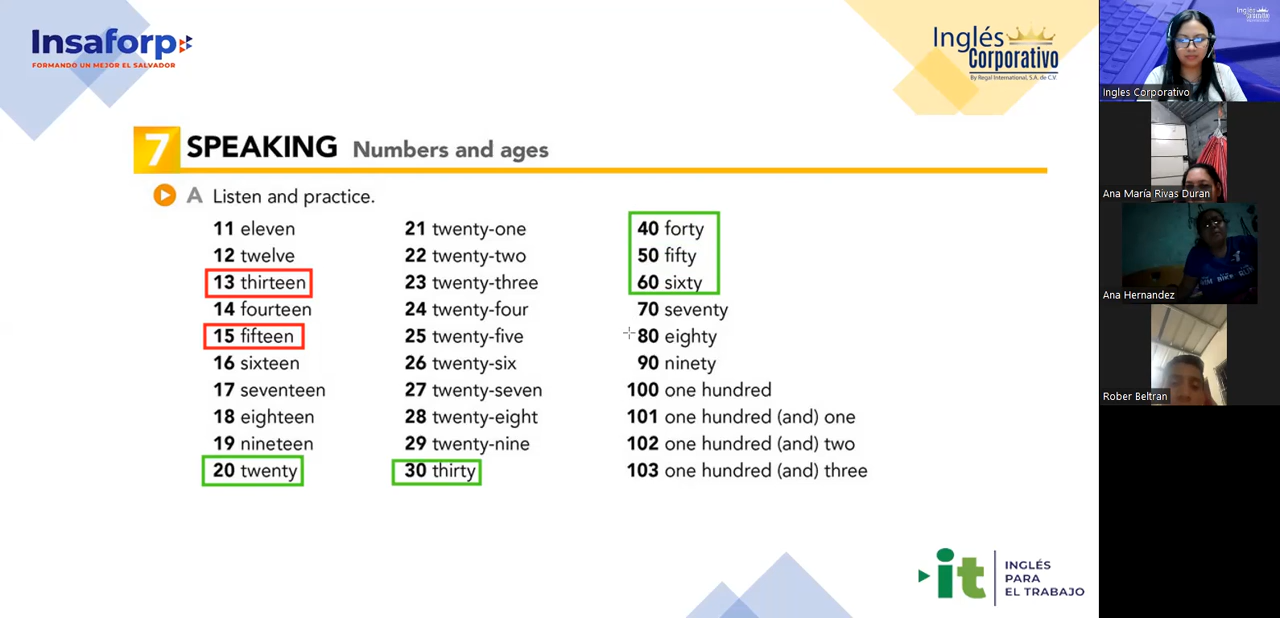 Insaforp
FORMANDO UN MEJOR EL SALVADOR
Inglés
Corporativo
By Regal International, S.A. de C.V.
7 SPEAKING Numbers and ages
A Listen and practice.
11 eleven
12 twelve
13 thirteen
14 fourteen
15 fifteen
16 sixteen
17 seventeen
18 eighteen
19 nineteen
20 twenty
21 twenty-one
22 twenty-two
23 twenty-three
24 twenty-four
25 twenty-five
26 twenty-six
27 twenty-seven
28 twenty-eight
29 twenty-nine
30 thirty
40 forty
50 fifty
60 sixty
70 seventy
80 eighty
90 ninety
100 one hundred
101 one hundred (and) one
102 one hundred (and) two
103 one hundred (and) three
it
INGLÉS
PARA
EL TRABAJO
Ingles Corporativo
Ana María Rivas Duran
Ana Hernandez
Rober Beltran